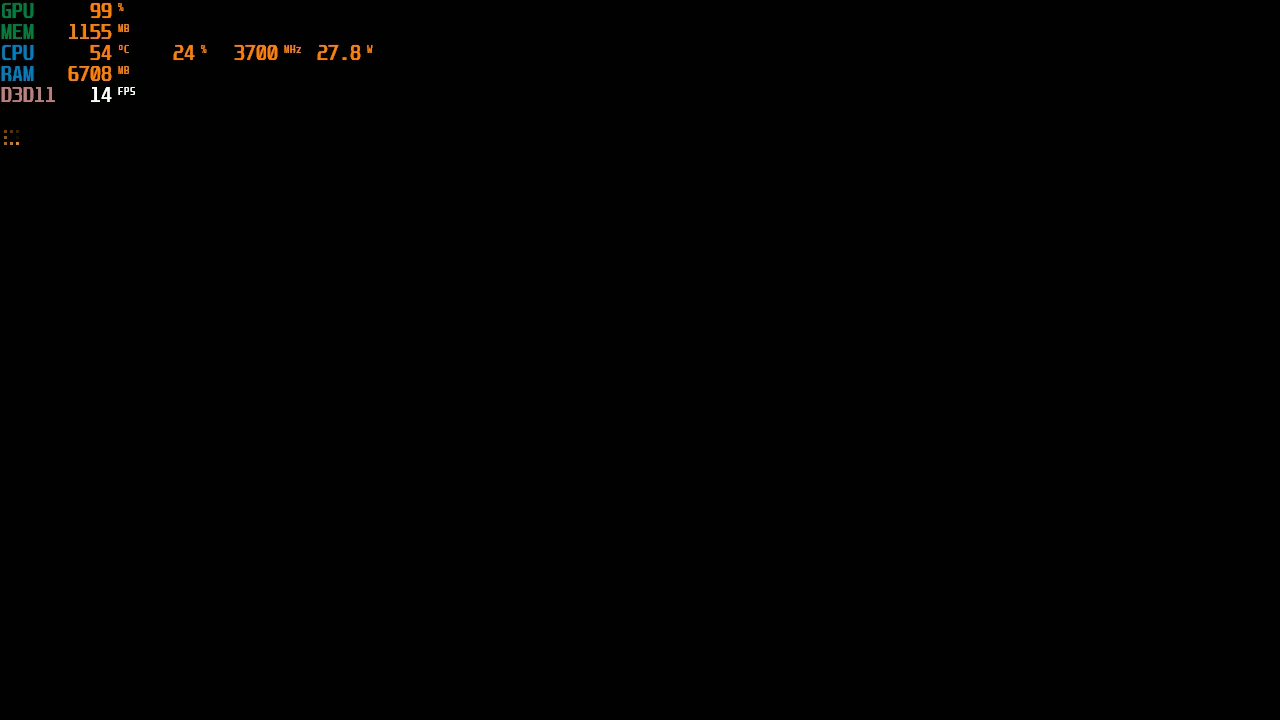 GPU 99 %
MEM 1155 MB
CPU 54 °C 24 % 3700 MHz 27.8 W
RAM 6708 MB
D3D11 14 FPS